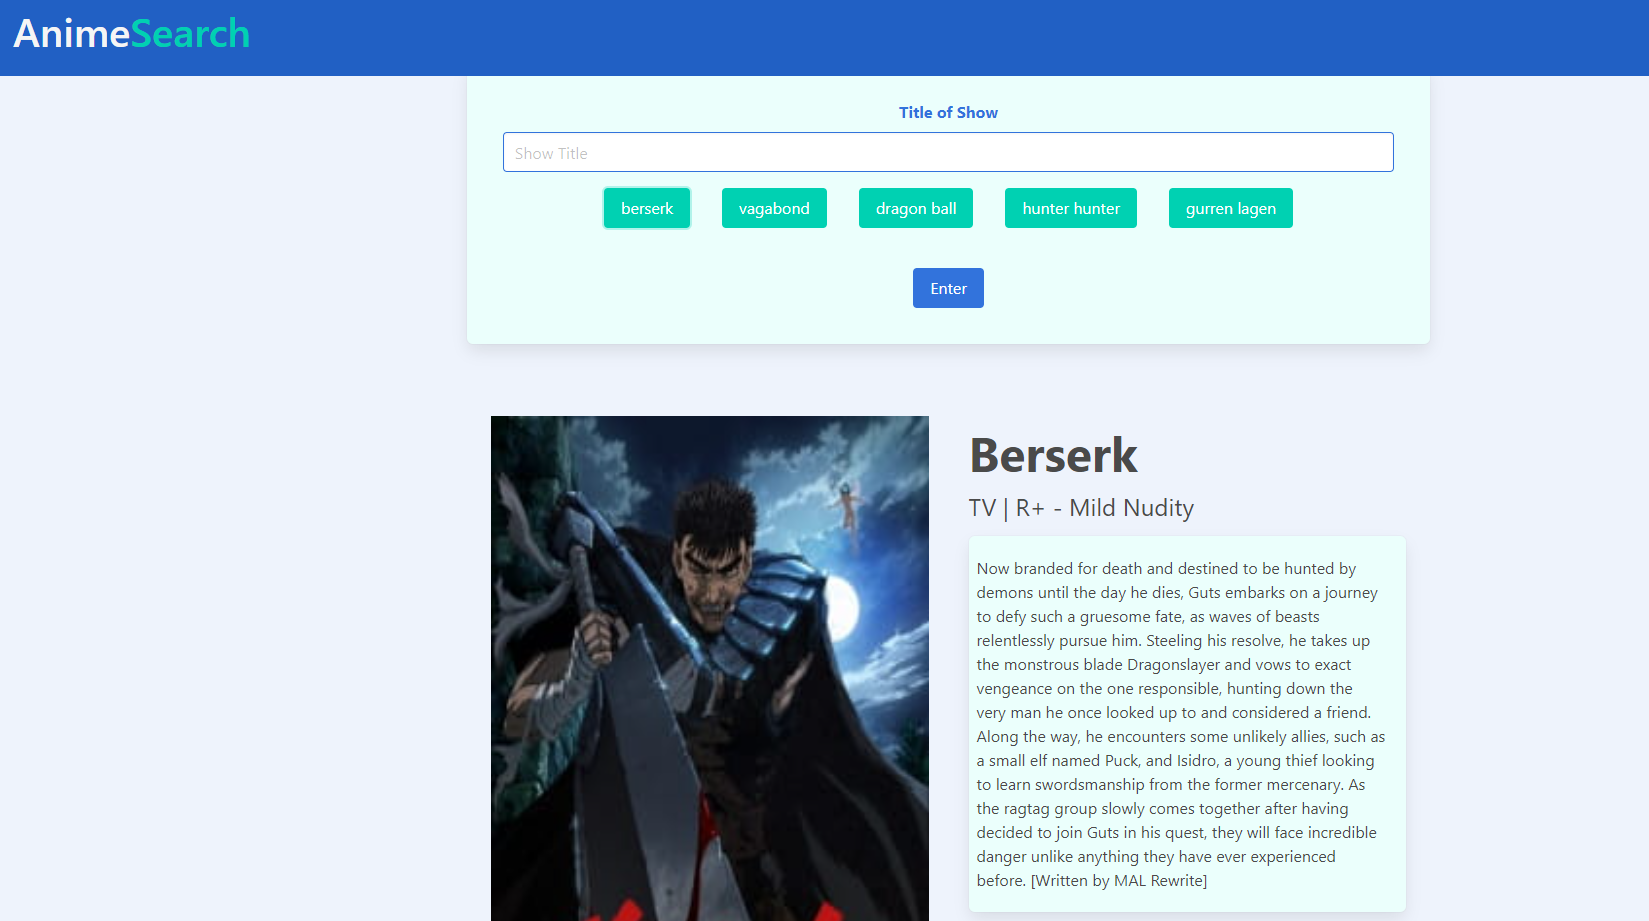 AnimeSearch
Title of Show
Show Title
berserk
vagabond
dragon ball
hunter hunter
gurren lagen
Enter
Berserk
TV | R+ - Mild Nudity
Now branded for death and destined to be hunted by
demons until the day he dies, Guts embarks on a journey
to defy such a gruesome fate, as waves of beasts
relentlessly pursue him. Steeling his resolve, he takes up
the monstrous blade Dragonslayer and vows to exact
vengeance on the one responsible, hunting down the
very man he once looked up to and considered a friend.
Along the way, he encounters some unlikely allies, such as
a small elf named Puck, and Isidro, a young thief looking
to learn swordsmanship from the former mercenary. As
the ragtag group slowly comes together after having
decided to join Guts in his quest, they will face incredible
danger unlike anything they have ever experienced
before. [Written by MAL Rewrite]